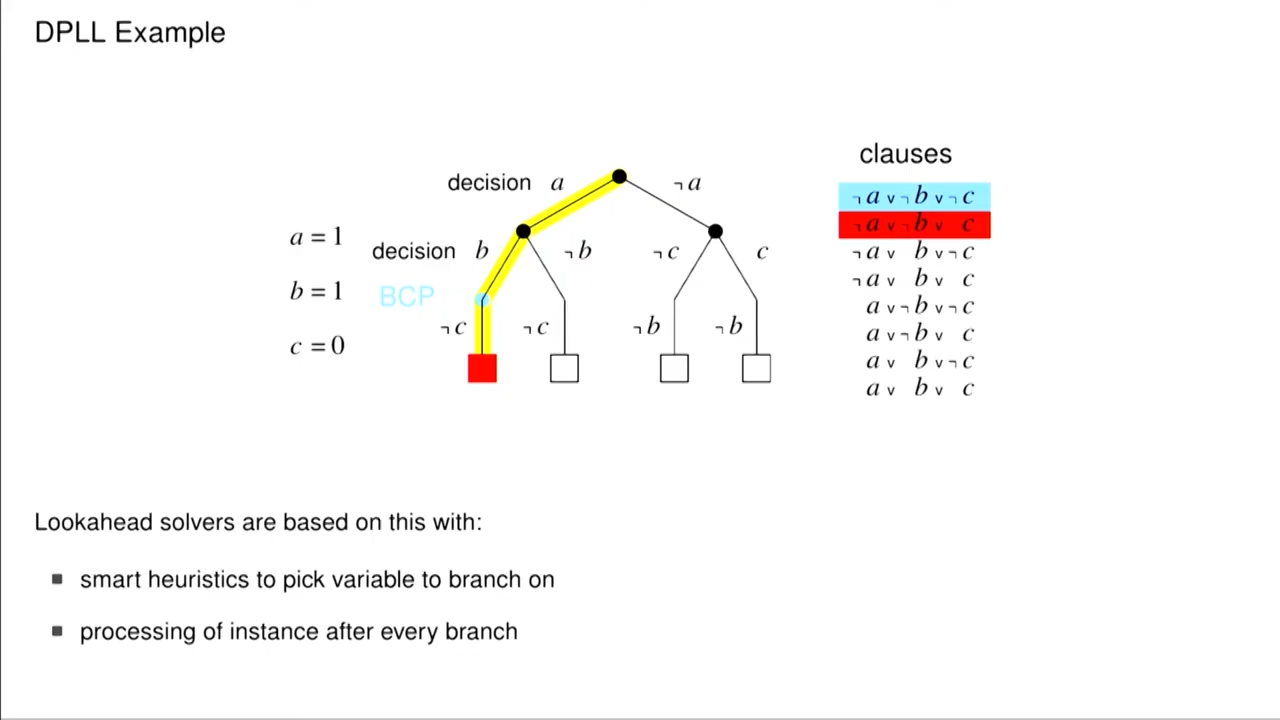 DPLL Example
clauses
decision a ¬a
¬a ∨ ¬b ∨ ¬c
¬a ∨ ¬b ∨ c
a = 1
decision b ¬b ¬c c
¬a ∨ b ∨ ¬c
¬a ∨ b ∨ c
b = 1
BCP
a ∨ ¬b ∨ ¬c
¬c ¬c ¬b ¬b
a ∨ ¬b ∨ c
c = 0
a ∨ b ∨ ¬c
a ∨ b ∨ c
Lookahead solvers are based on this with:
smart heuristics to pick variable to branch on
processing of instance after every branch